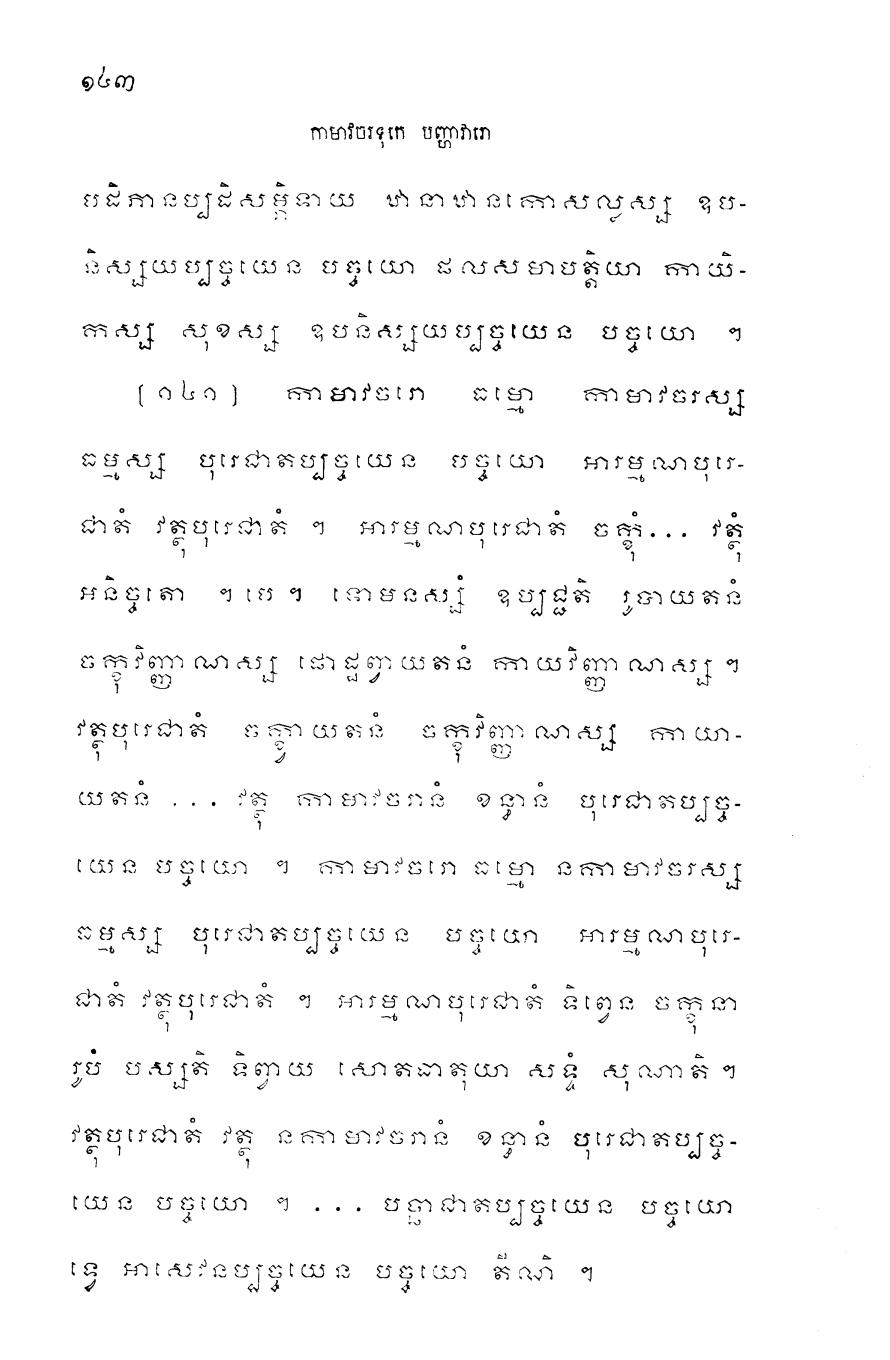 ១៤៣
កាមាវចរទុកេ បញ្ហាវារោ
បដិភានប្បដិសម្ភិទាយ ឋានាឋានកោសល្លស្ស ឧប-
និស្សយប្បច្ចយេន បច្ចយោ ផលសមាបត្តិយា កាយិ-
កស្ស សុខស្ស ឧបនិស្សយប្បច្ចយេន បច្ចយោ ។
[១៤១] កាមាវចរោ ធម្មោ កាមាវចរស្ស
ធម្មស្ស បុរេជាតប្បច្ចយេន បច្ចយោ អារម្មណបុរេ-
ជាតំ វត្ថុបុរេជាតំ ។ អារម្មណបុរេជាតំ ចក្ខុំ... វត្ថុំ
អនិច្ចតោ ។បេ។ ទោមនស្សំ ឧប្បជ្ជតិ រូបាយតនំ
ចក្ខុវិញ្ញាណស្ស ផោដ្ឋព្វាយតនំ កាយវិញ្ញាណស្ស ។
វត្ថុបុរេជាតំ ចក្ខ្វាយតនំ ចក្ខុវិញ្ញាណស្ស កាយា-
យតនំ ... វត្ថុ កាមាវចរានំ ខន្ធានំ បុរេជាតប្បច្ច-
យេន បច្ចយោ ។ កាមាវចរោ ធម្មោ នកាមាវចរស្ស
ធម្មស្ស បុរេជាតប្បច្ចយេន បច្ចយោ អារម្មណបុរេ-
ជាតំ វត្ថុបុរេជាតំ ។ អារម្មណបុរេជាតំ ទិព្វេន ចក្ខុនា
រូបំ បស្សតិ ទិព្វាយ សោតធាតុយា សទ្ទំ សុណាតិ ។
វត្ថុបុរេជាតំ វត្ថុ នកាមាវចរានំ ខន្ធានំ បុរេជាតប្បច្ច-
យេន បច្ចយោ ។ ... បច្ឆាជាតប្បច្ចយេន បច្ចយោ
ទ្វេ អាសេវនប្បច្ចយេន បច្ចយោ តីណិ ។